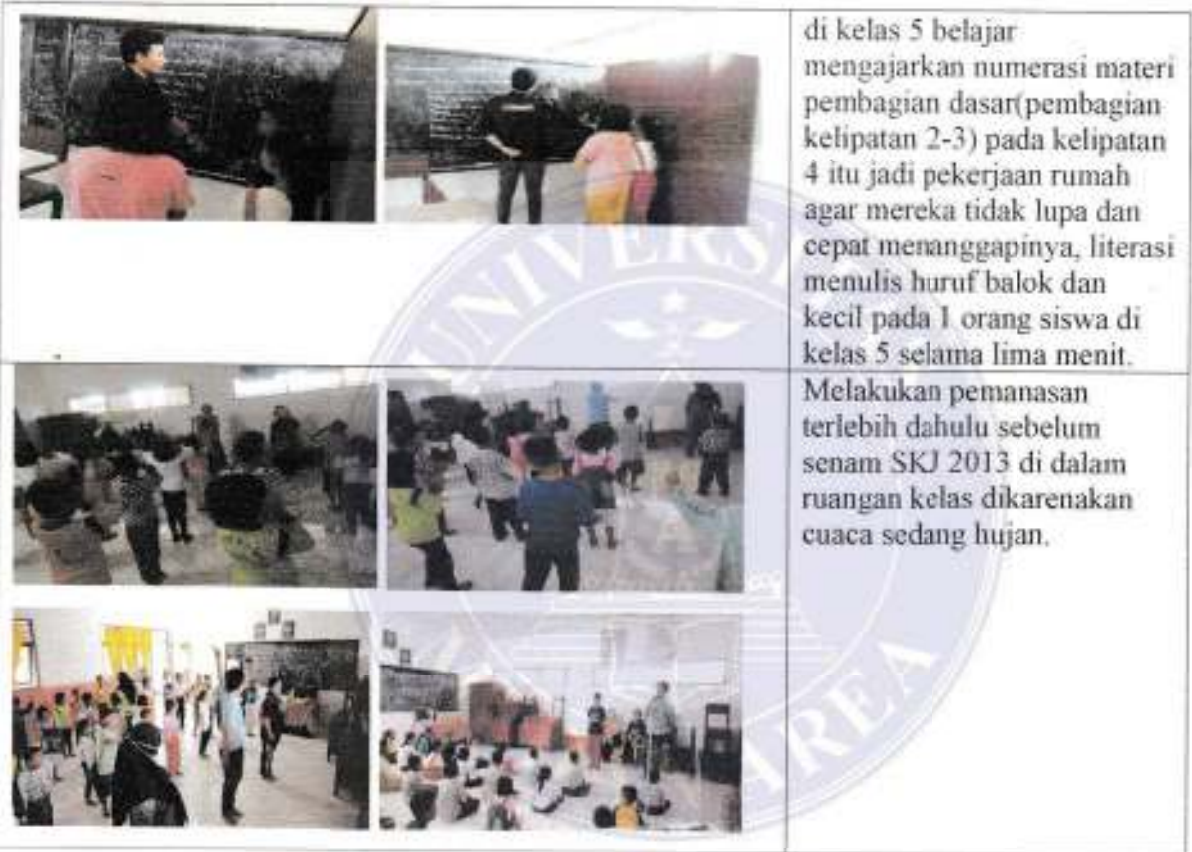 di kelas 5 belajar
mengajarkan numerasi materi
pembagian dasar(pembagian
kelipatan 2-3) pada kelipatan
4 itu jadi pekerjaan rumah
agar mereka tidak lupa dan
cepat menanggapinya, literasi
menulis huruf balok dan
kecil pada 1 orang siswa di
kelas 5 selama lima menit.
Melakukan pemanasan
terlebih dahulu sebelum
senam SKJ 2013 di dalam
ruangan kelas dikarenakan
cuaca sedang hujan.
UNIVERSI
AREA